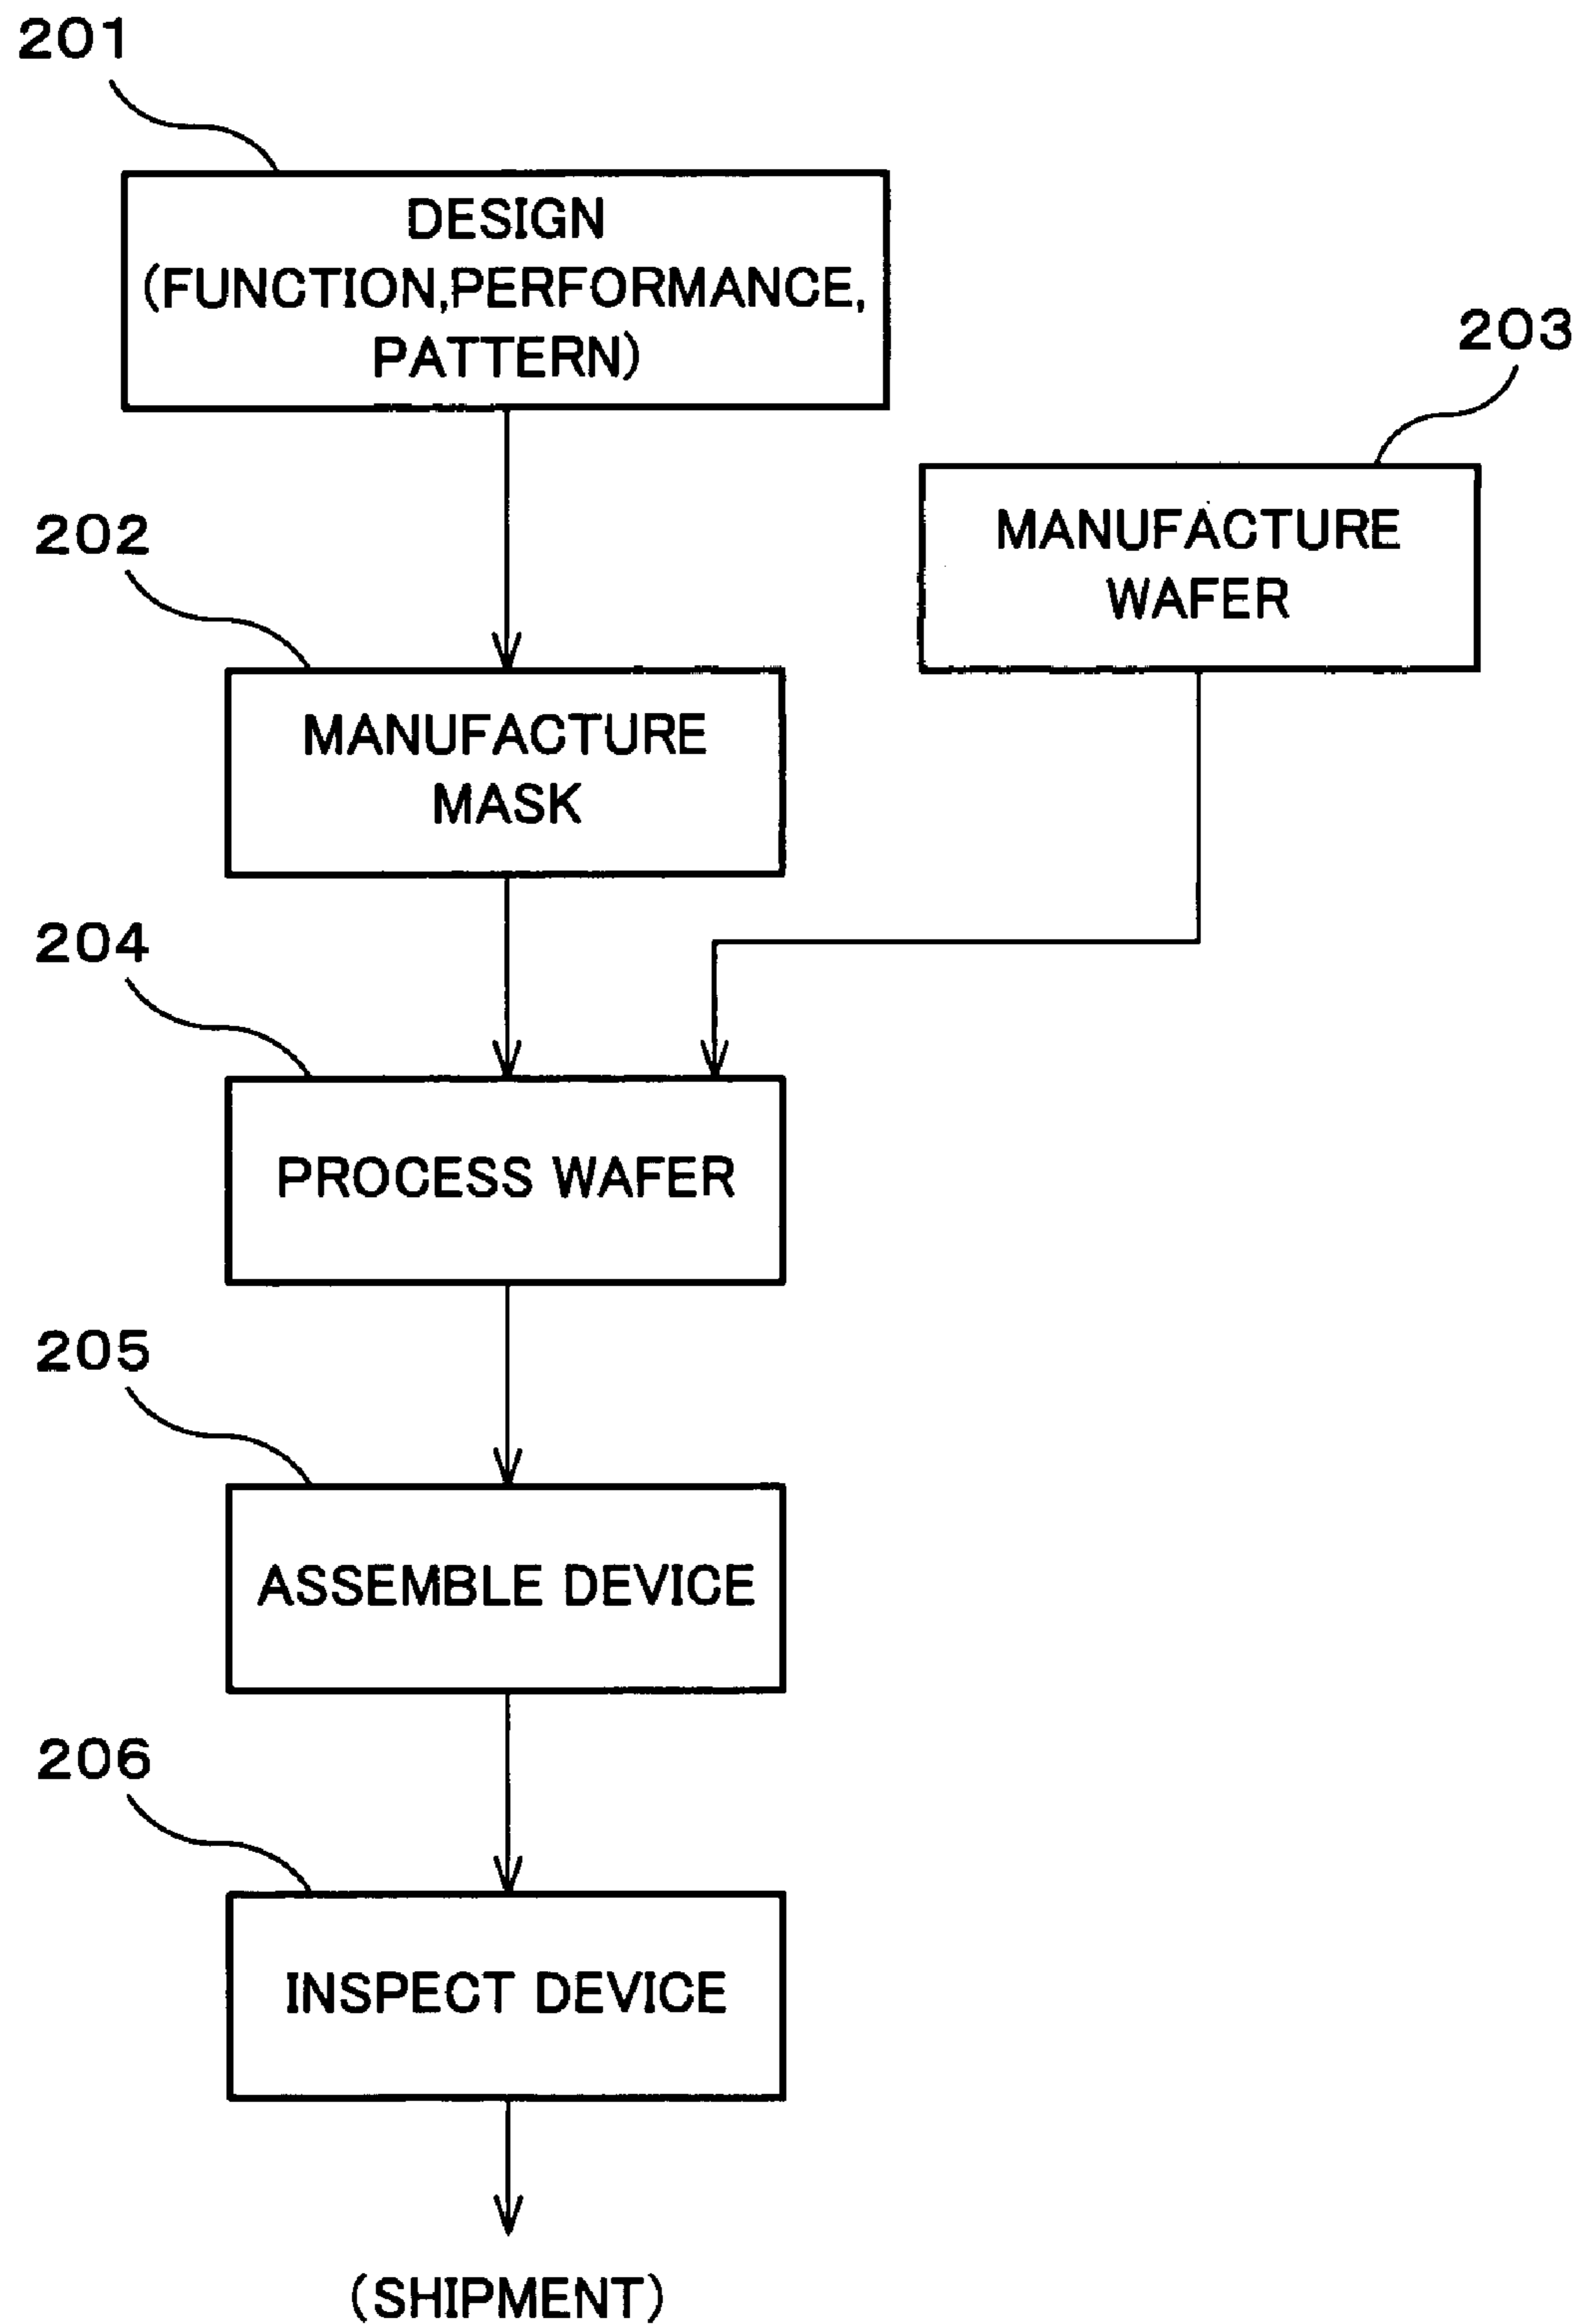 201
DESIGN
(FUNCTION,PERFORMANCE,
PATTERN)
203
MANUFACTURE
WAFER
202
MANUFACTURE
MASK
204
PROCESS WAFER
205
ASSEMBLE DEVICE
206
INSPECT DEVICE
(SHIPMENT)